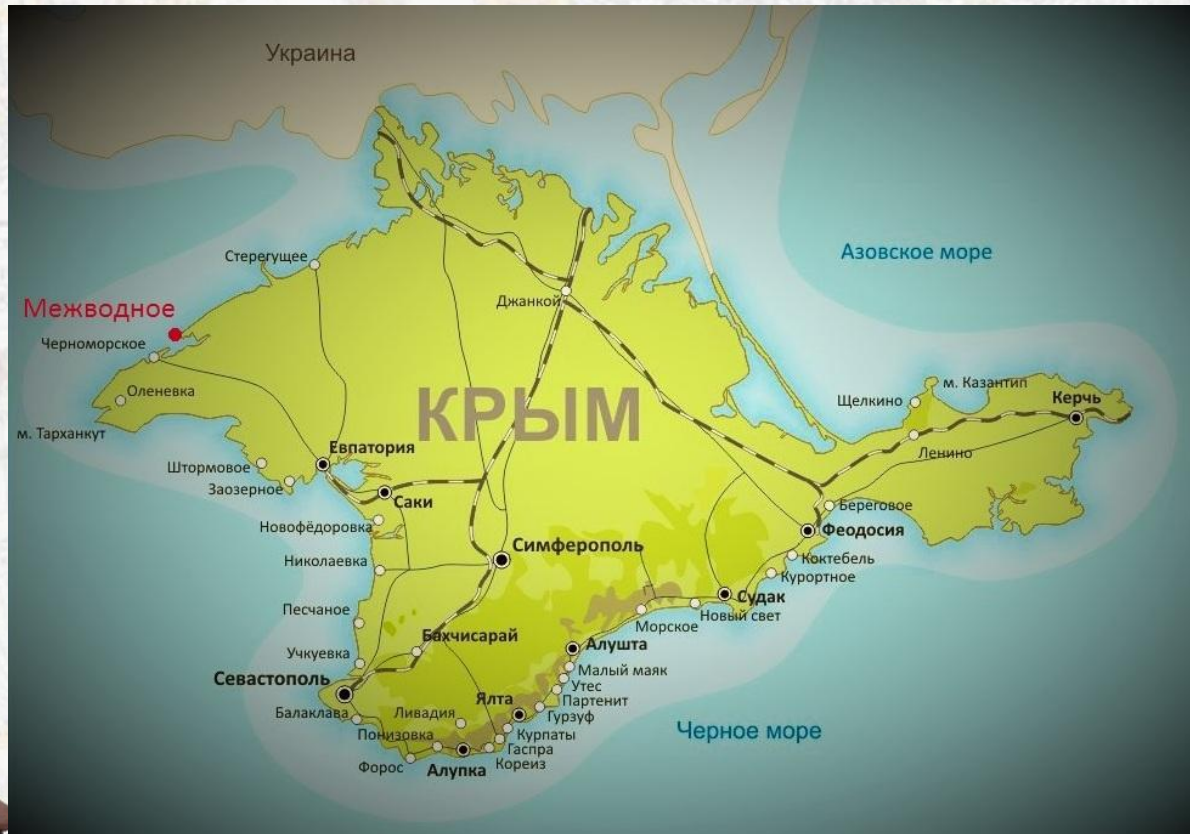 Украина
Азовское море
Стерегущее
Межводное
Джанкой
Черноморское
Оленевка
м. Казантип
Щелкино
Керчь
КРЫМ
м. Тарханкут
Евпатория
Ленино
Штормовое
Заозерное
Саки
Береговое
Новофёдоровка
Феодосия
Симферополь
Николаевка
Коктебель
Курортное
Судак
Песчаное
Новый свет
Морское
Бахчисарай
Алушта
Учкуевка
Малый маяк
Севастополь
Утес
Ялта
Партенит
Балаклава
Ливадия
Гурзуф
Понизовка
Курпаты
Черное море
Гаспра
Форос
Алупка
Кореиз